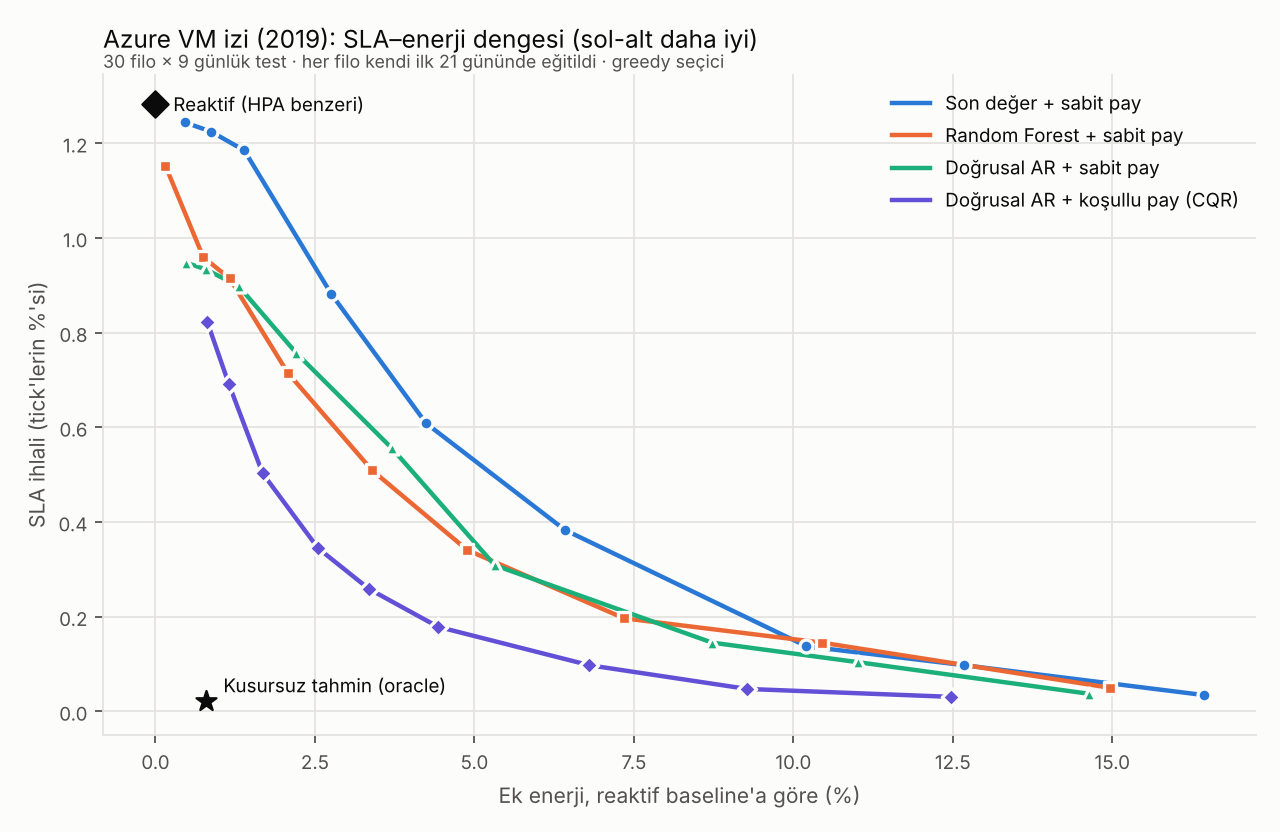 Azure VM izi (2019): SLA–enerji dengesi (sol-alt daha iyi)
30 filo × 9 günlük test · her filo kendi ilk 21 gününde eğitildi · greedy seçici
Reaktif (HPA benzeri)
Son değer + sabit pay
Random Forest + sabit pay
Doğrusal AR + sabit pay
Doğrusal AR + koşullu pay (CQR)
SLA ihlali (tick'lerin %'si)
1.2
1.0
0.8
0.6
0.4
0.2
0.0
Kusursuz tahmin (oracle)
0.0 2.5 5.0 7.5 10.0 12.5 15.0
Ek enerji, reaktif baseline'a göre (%)